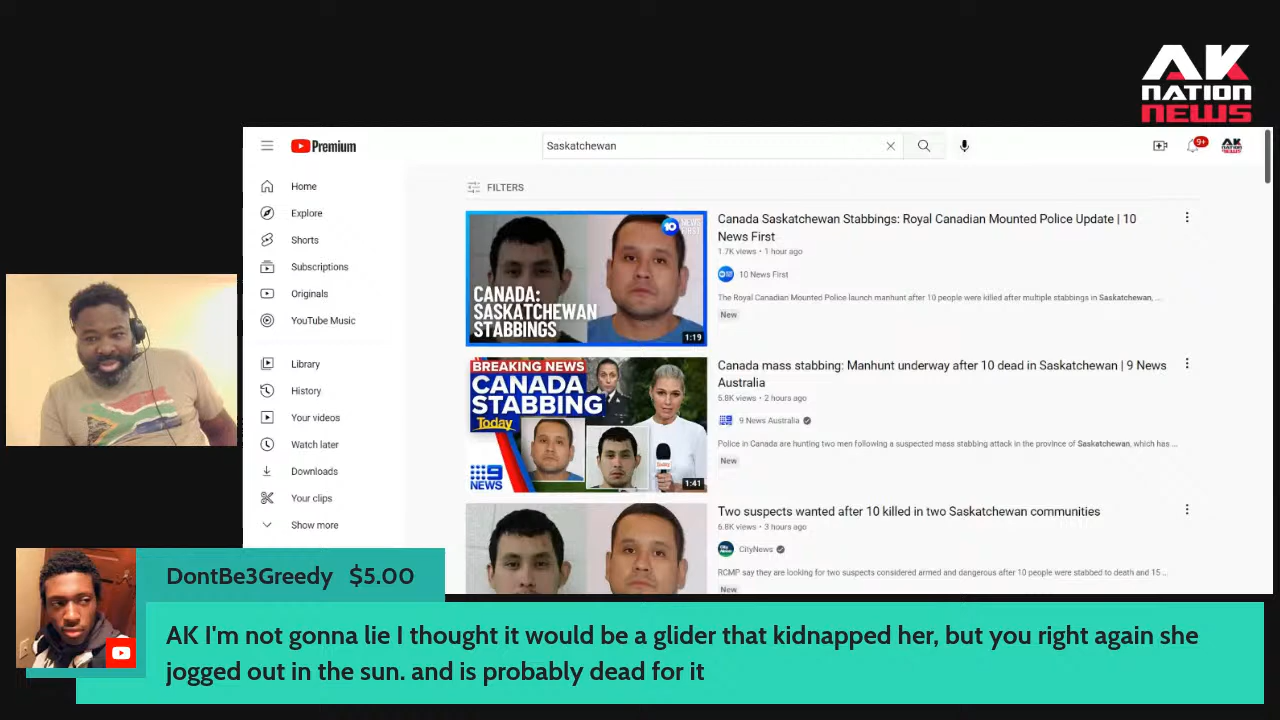 AK
NATION
NEWS
Premium
Saskatchewan
9+
AK
NATION
NEWS
Home
Explore
Shorts
Subscriptions
Originals
YouTube Music
Library
History
Your videos
Watch later
Downloads
Your clips
Show more
FILTERS
10 NEWS FIRST
CANADA:
SASKATCHEWAN
STABBINGS
1:19
Canada Saskatchewan Stabbings: Royal Canadian Mounted Police Update | 10
News First
1.7K views • 1 hour ago
10 News First
The Royal Canadian Mounted Police launch manhunt after 10 people were killed after multiple stabbings in Saskatchewan, ...
New
BREAKING NEWS
CANADA
STABBING
Today
9
NEWS
1:41
Canada mass stabbing: Manhunt underway after 10 dead in Saskatchewan | 9 News
Australia
5.8K views • 2 hours ago
9 News Australia
Police in Canada are hunting two men following a suspected mass stabbing attack in the province of Saskatchewan, which has ...
New
Two suspects wanted after 10 killed in two Saskatchewan communities
6.8K views • 3 hours ago
CityNews
RCMP say they are looking for two suspects considered armed and dangerous after 10 people were stabbed to death and 15 ...
New
DontBe3Greedy $5.00
AK I'm not gonna lie I thought it would be a glider that kidnapped her, but you right again she
jogged out in the sun. and is probably dead for it